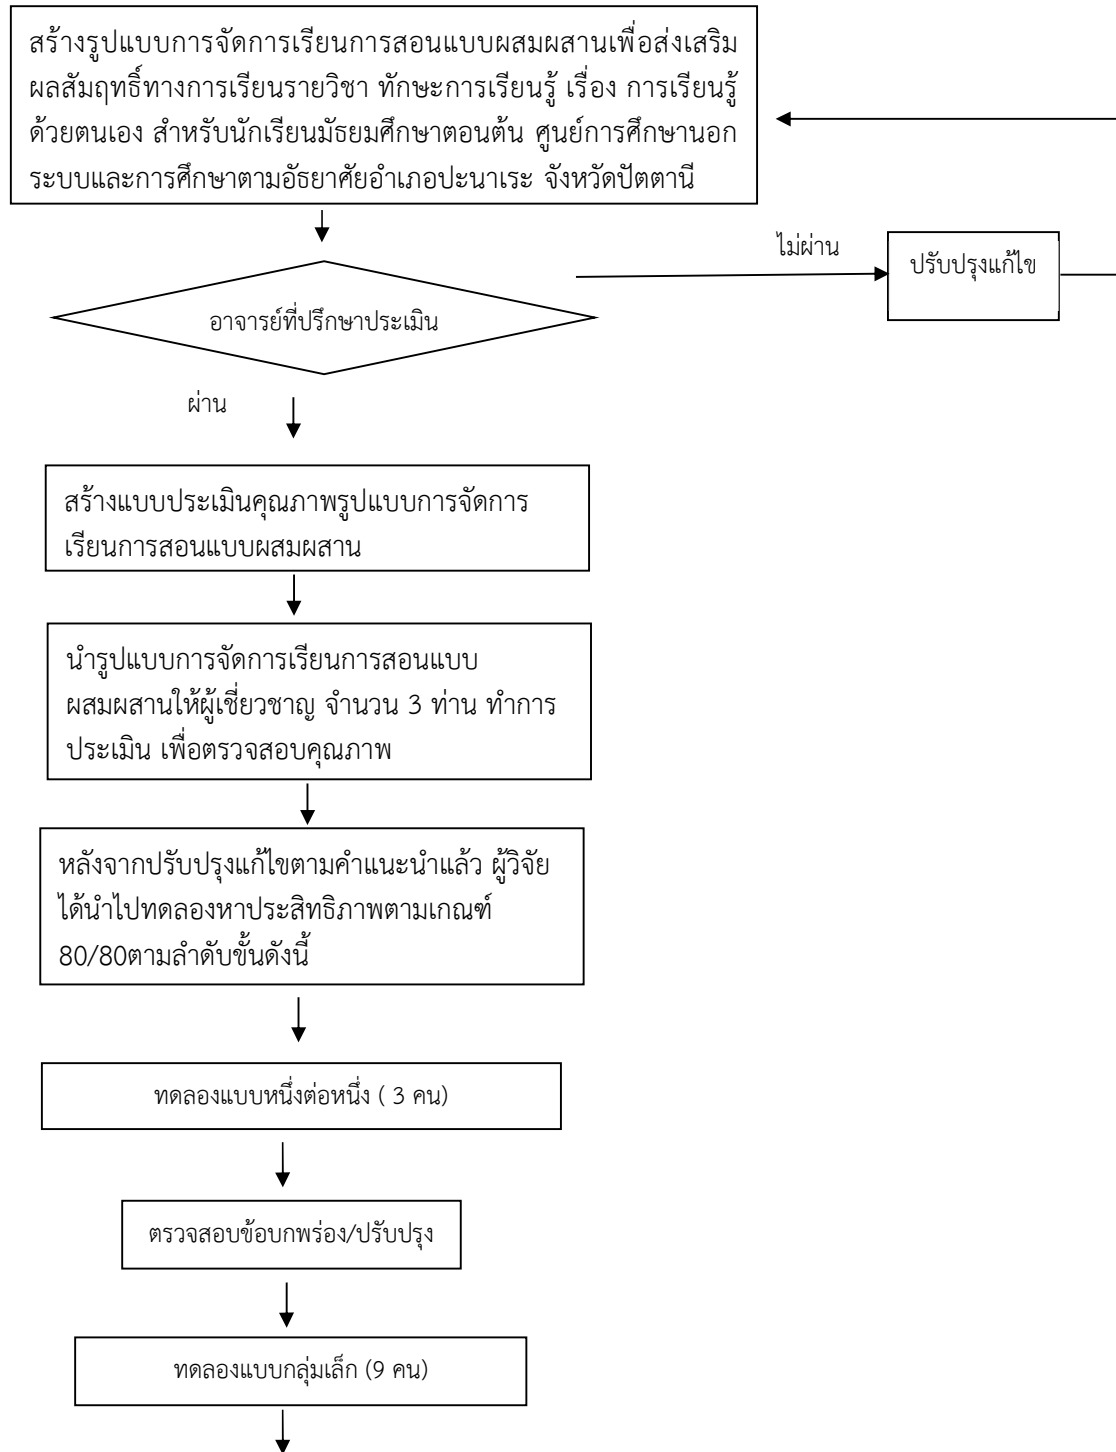 สร้างรูปแบบการจัดการเรียนการสอนแบบผสมผสานเพื่อส่งเสริม
ผลสัมฤทธิ์ทางการเรียนรายวิชา ทักษะการเรียนรู้ เรื่อง การเรียนรู้
ด้วยตนเอง สำหรับนักเรียนมัธยมศึกษาตอนต้น ศูนย์การศึกษานอก
ระบบและการศึกษาตามอัธยาศัยอำเภอปะนาเระ จังหวัดปัตตานี
ไม่ผ่าน
ปรับปรุงแก้ไข
อาจารย์ที่ปรึกษาประเมิน
ผ่าน
สร้างแบบประเมินคุณภาพรูปแบบการจัดการ
เรียนการสอนแบบผสมผสาน
นำรูปแบบการจัดการเรียนการสอนแบบ
ผสมผสานให้ผู้เชี่ยวชาญ จำนวน 3 ท่าน ทำการ
ประเมิน เพื่อตรวจสอบคุณภาพ
หลังจากปรับปรุงแก้ไขตามคำแนะนำแล้ว ผู้วิจัย
ได้นำไปทดลองหาประสิทธิภาพตามเกณฑ์
80/80ตามลำดับขั้นดังนี้
ทดลองแบบหนึ่งต่อหนึ่ง ( 3 คน)
ตรวจสอบข้อบกพร่อง/ปรับปรุง
ทดลองแบบกลุ่มเล็ก (9 คน)